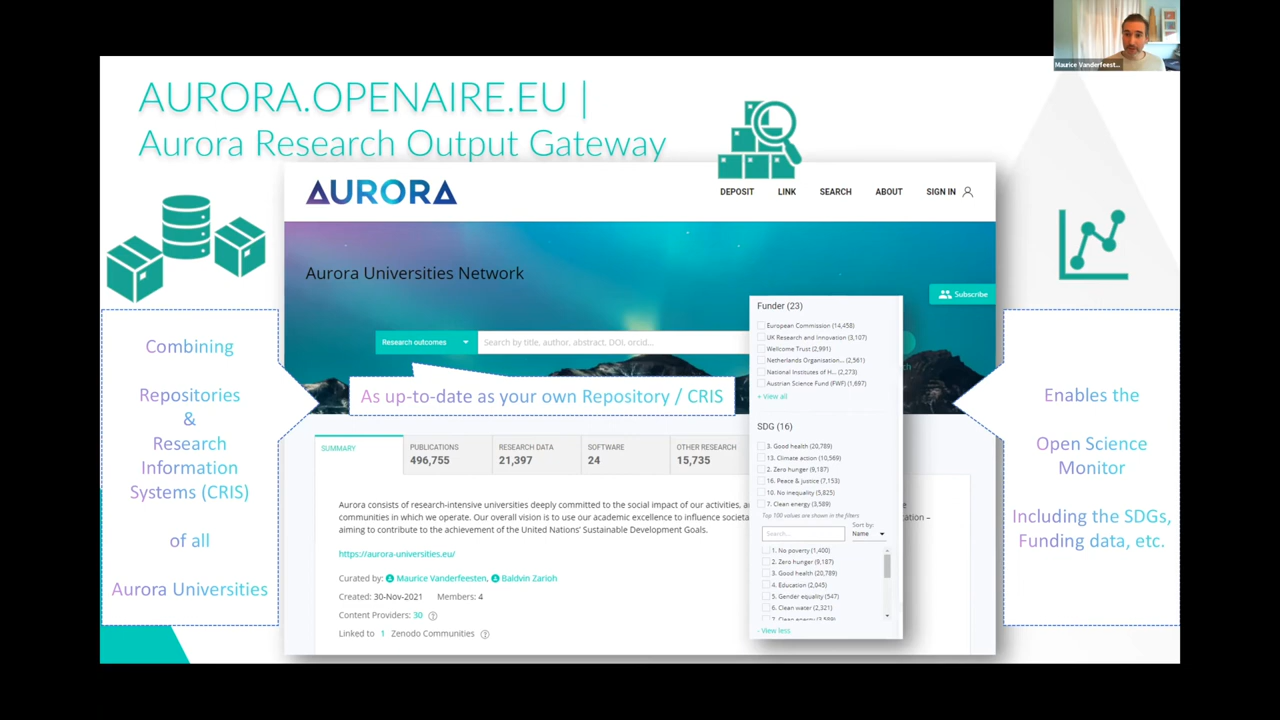 Maurice Vanderfeest...
AURORA.OPENAIRE.EU |
Aurora Research Output Gateway
AURORA
DEPOSIT LINK SEARCH ABOUT SIGN IN
Aurora Universities Network
Subscribe
Research outcomes
Search by title, author, abstract, DOI, orcid...
As up-to-date as your own Repository / CRIS
Combining
Repositories
&
Research
Information
Systems (CRIS)
of all
Aurora Universities
SUMMARY
PUBLICATIONS
496,755
RESEARCH DATA
21,397
SOFTWARE
24
OTHER RESEARCH
15,735
Aurora consists of research-intensive universities deeply committed to the social impact of our activities, a
communities in which we operate. Our overall vision is to use our academic excellence to influence societa
aiming to contribute to the achievement of the United Nations' Sustainable Development Goals.
https://aurora-universities.eu/
Curated by: Maurice Vanderfeesten, Baldvin Zarioh
Created: 30-Nov-2021 Members: 4
Content Providers: 30 ?
Linked to 1 Zenodo Communities ?
Funder (23)
European Commission (14,458)
UK Research and Innovation (3,107)
Wellcome Trust (2,991)
Netherlands Organisation... (2,561)
National Institutes of H... (2,273)
Austrian Science Fund (FWF) (1,697)
+ View all
SDG (16)
3. Good health (20,789)
13. Climate action (10,569)
2. Zero hunger (9,187)
16. Peace & justice (7,153)
10. No inequality (5,825)
7. Clean energy (3,589)
Top 100 values are shown in the filters
Search...
Sort by:
Name
1. No poverty (1,400)
2. Zero hunger (9,187)
3. Good health (20,789)
4. Education (2,045)
5. Gender equality (547)
6. Clean water (2,321)
7. Clean energy (3,589)
- View less
Enables the
Open Science
Monitor
Including the SDGs,
Funding data, etc.